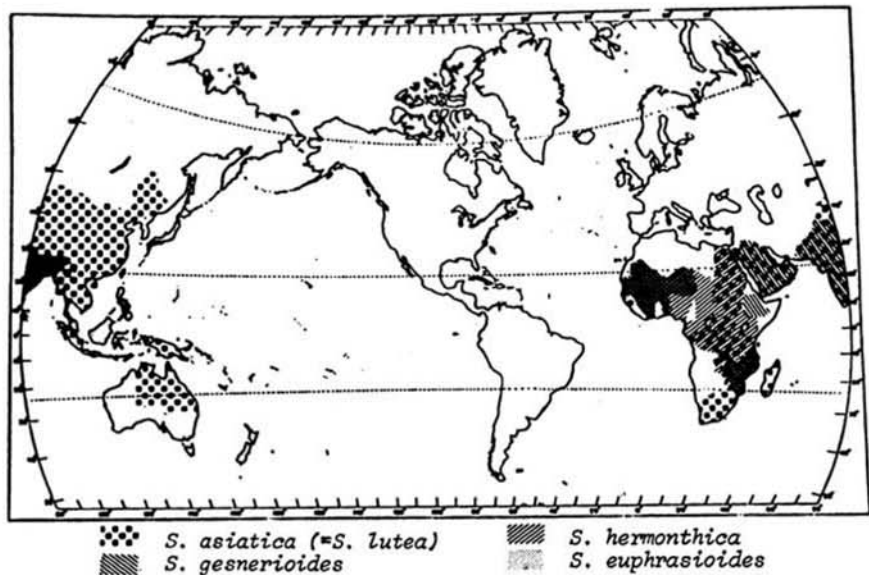 S. asiatica (=S. lutea)
S. gesnerioides
S. hermonthica
S. euphrasioides